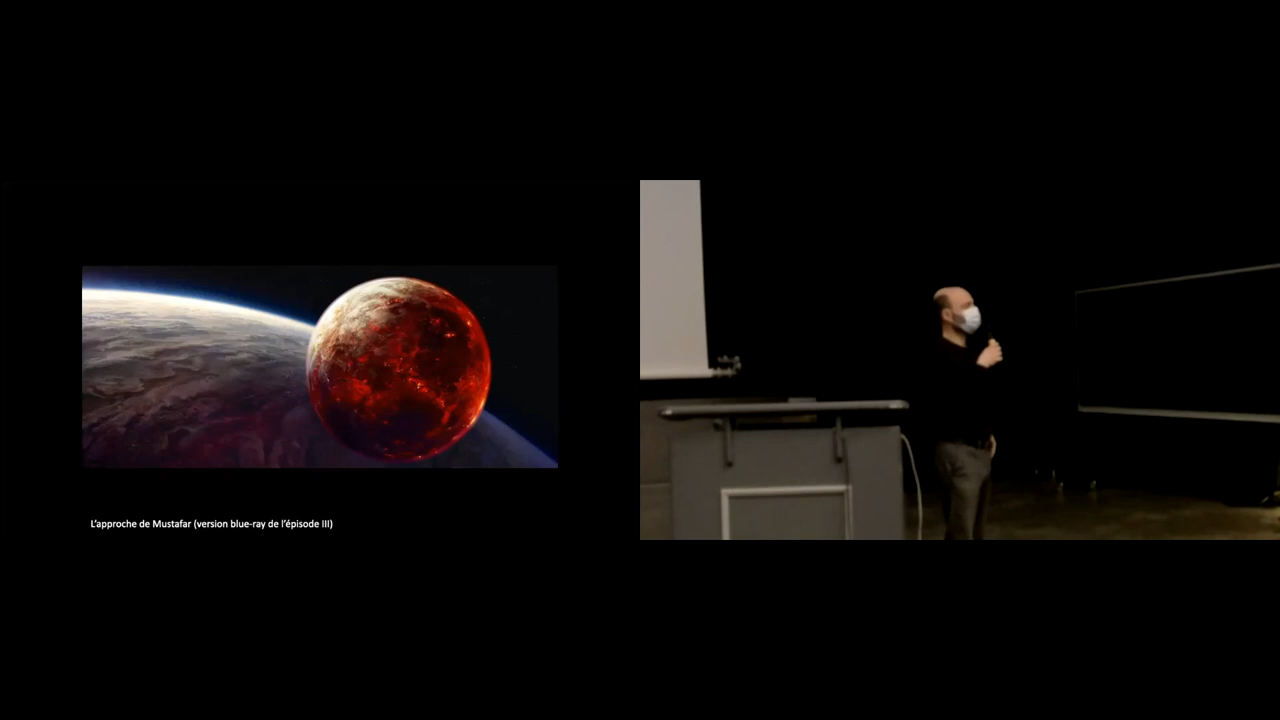 L'approche de Mustafar (version blue-ray de l'épisode III)